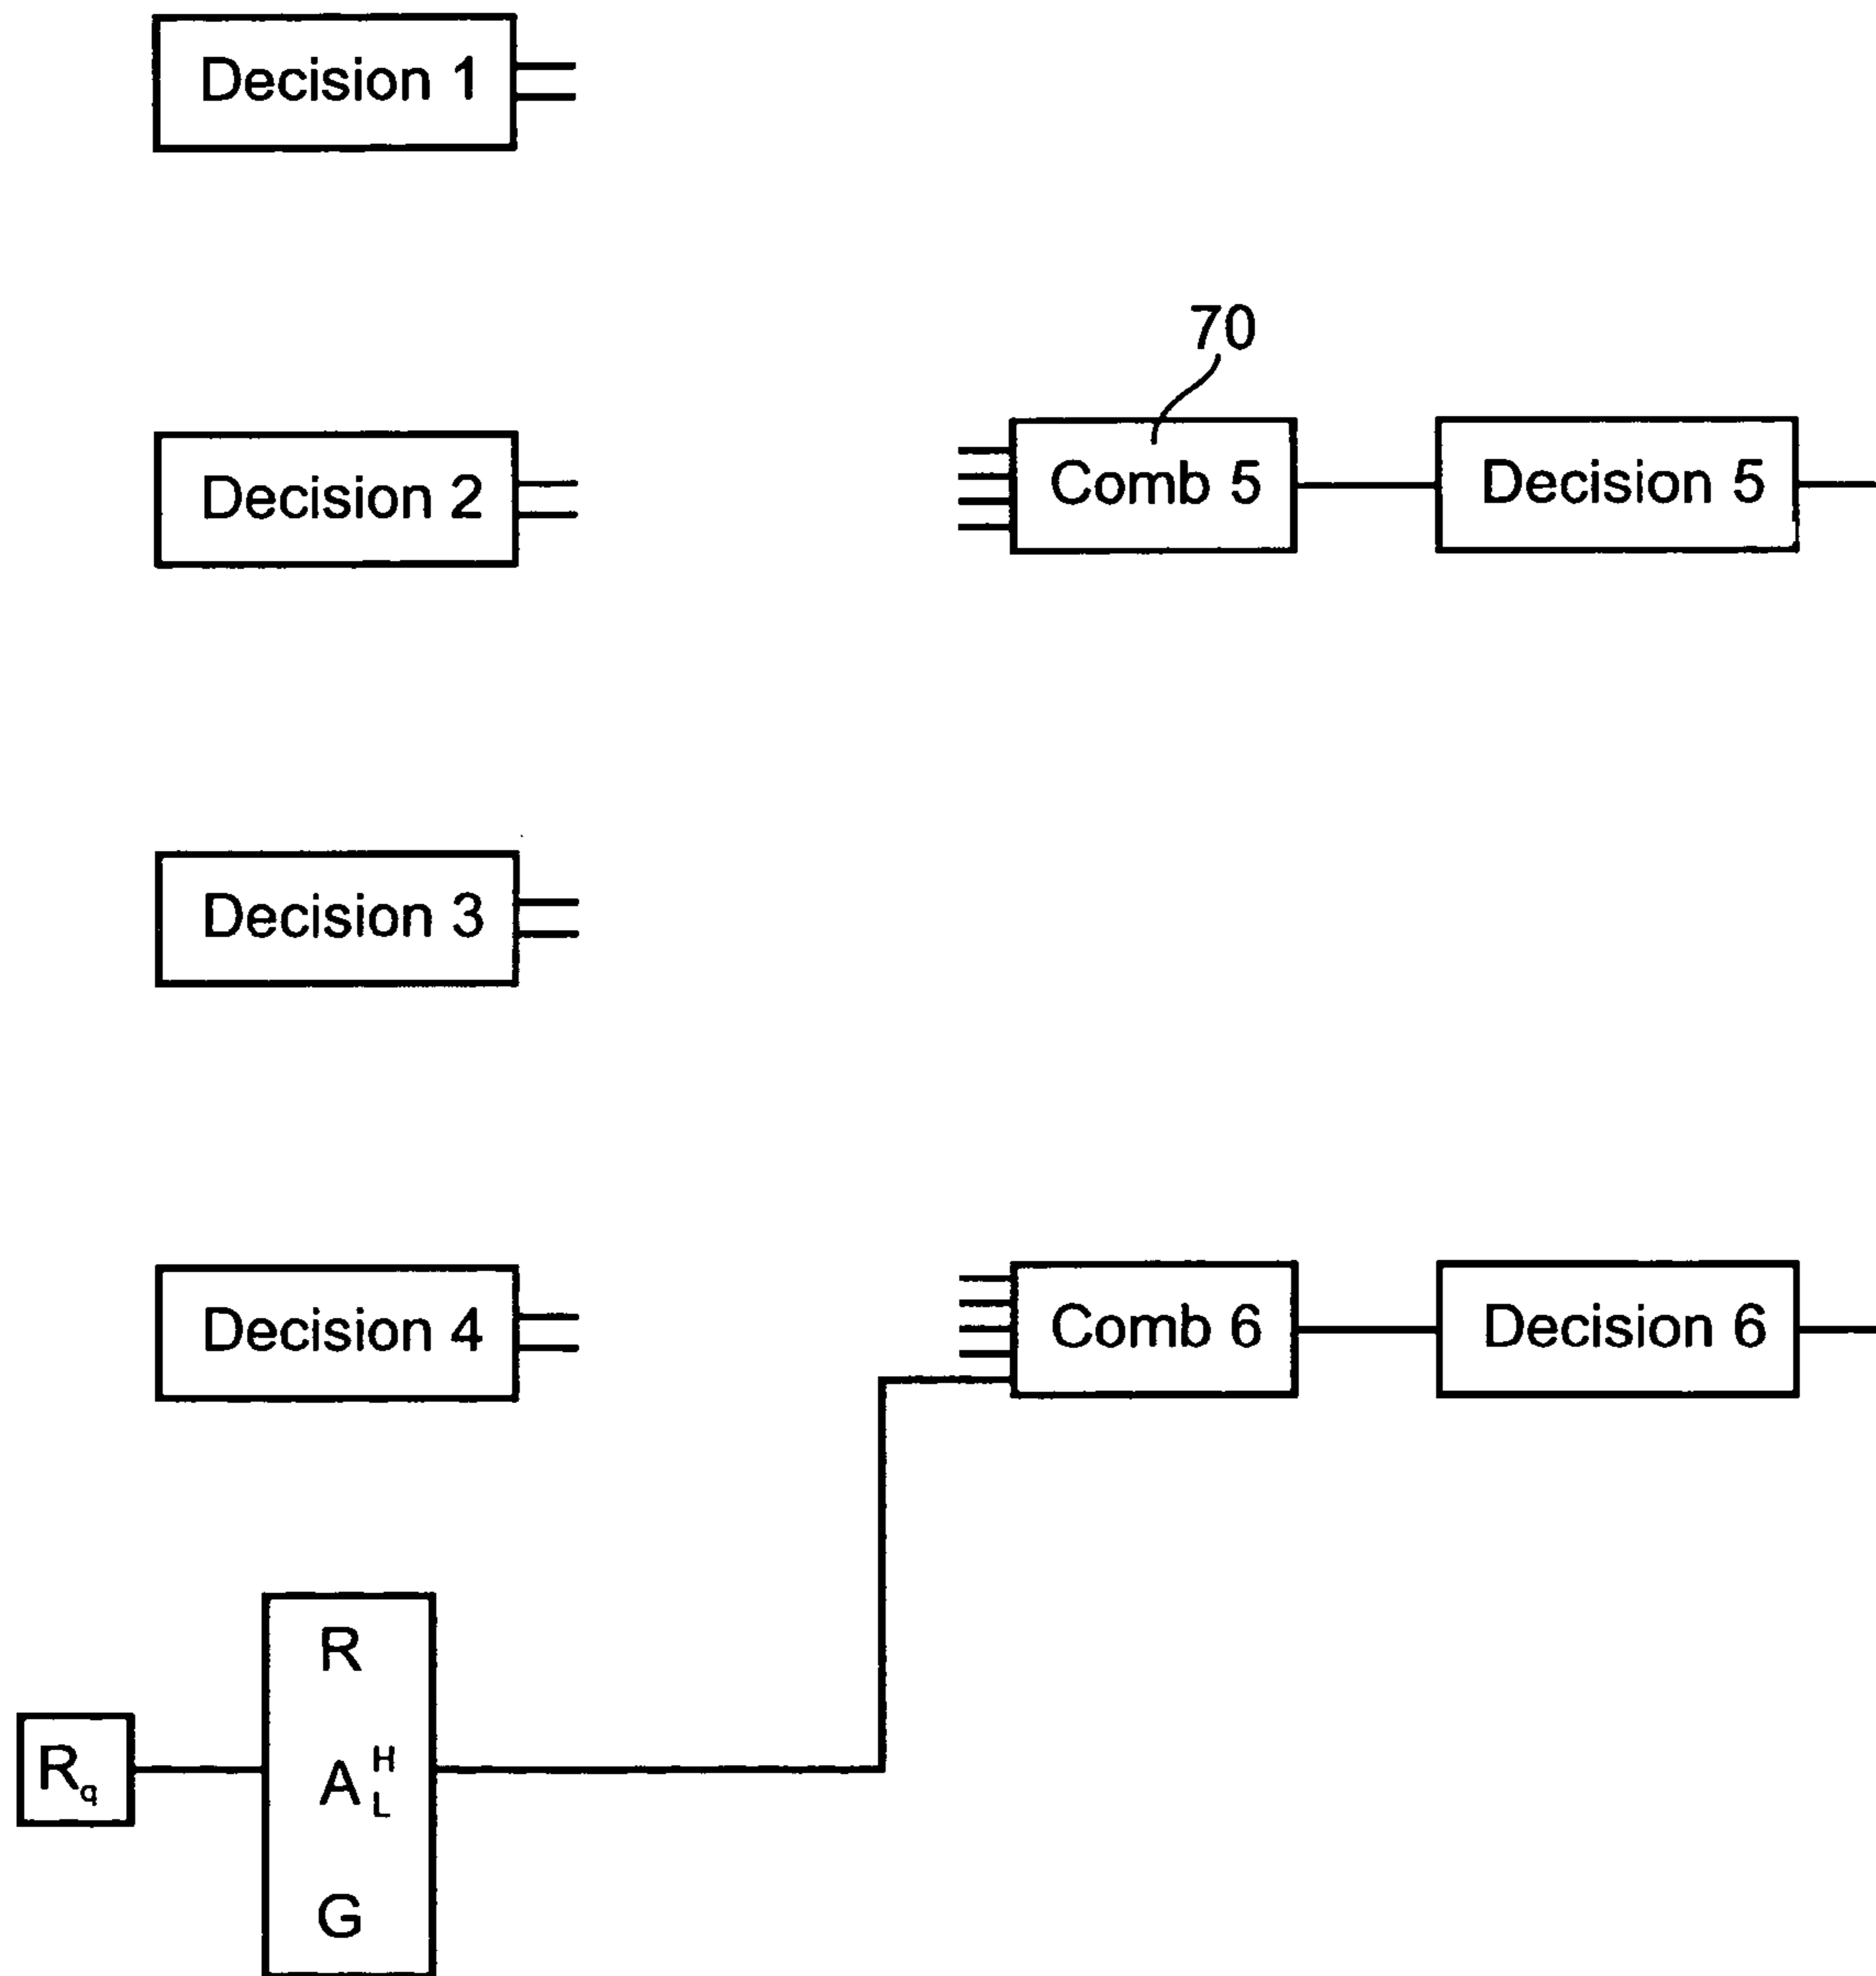 Decision 1
70
Decision 2
Comb 5
Decision 5
Decision 3
Decision 4
Comb 6
Decision 6
R
Rq
A H L
G